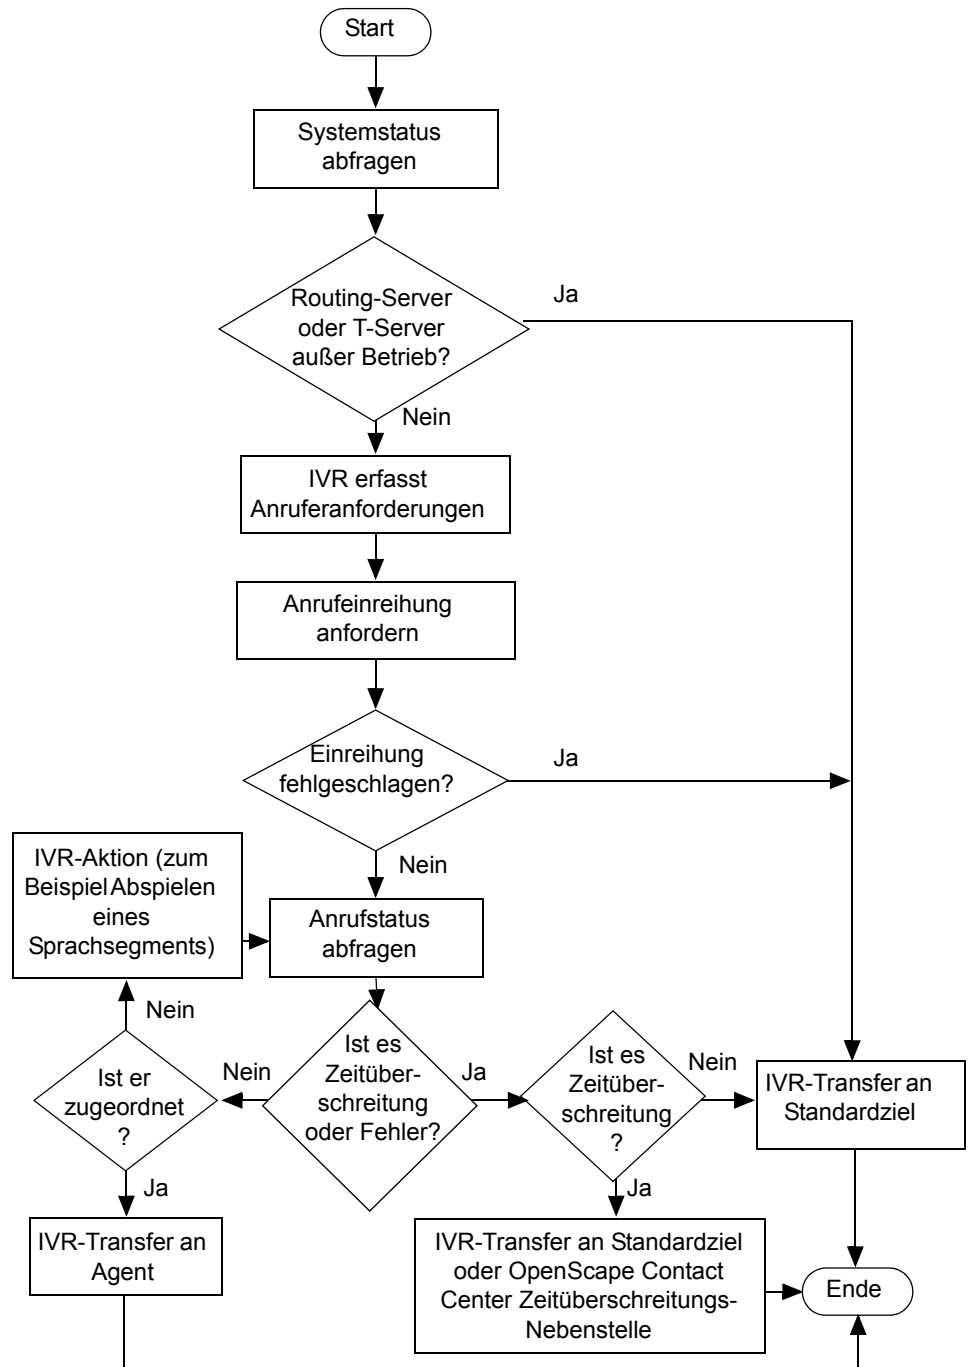 Start
Systemstatus
abfragen
Routing-Server
oder T-Server
außer Betrieb?
Ja
Nein
IVR erfasst
Anruferanforderungen
Anrufeinreihung
anfordern
Einreihung
fehlgeschlagen?
Ja
Nein
IVR-Aktion (zum
Beispiel Abspielen
eines
Sprachsegments)
Anrufstatus
abfragen
Nein
Ist er
zugeordnet
?
Nein
Ist es
Zeitüber-
schreitung
oder Fehler?
Ja
Ist es
Zeitüber-
schreitung
?
Nein
IVR-Transfer an
Standardziel
Ja
Ja
IVR-Transfer an
Agent
IVR-Transfer an Standardziel
oder OpenScape Contact
Center Zeitüberschreitungs-
Nebenstelle
Ende